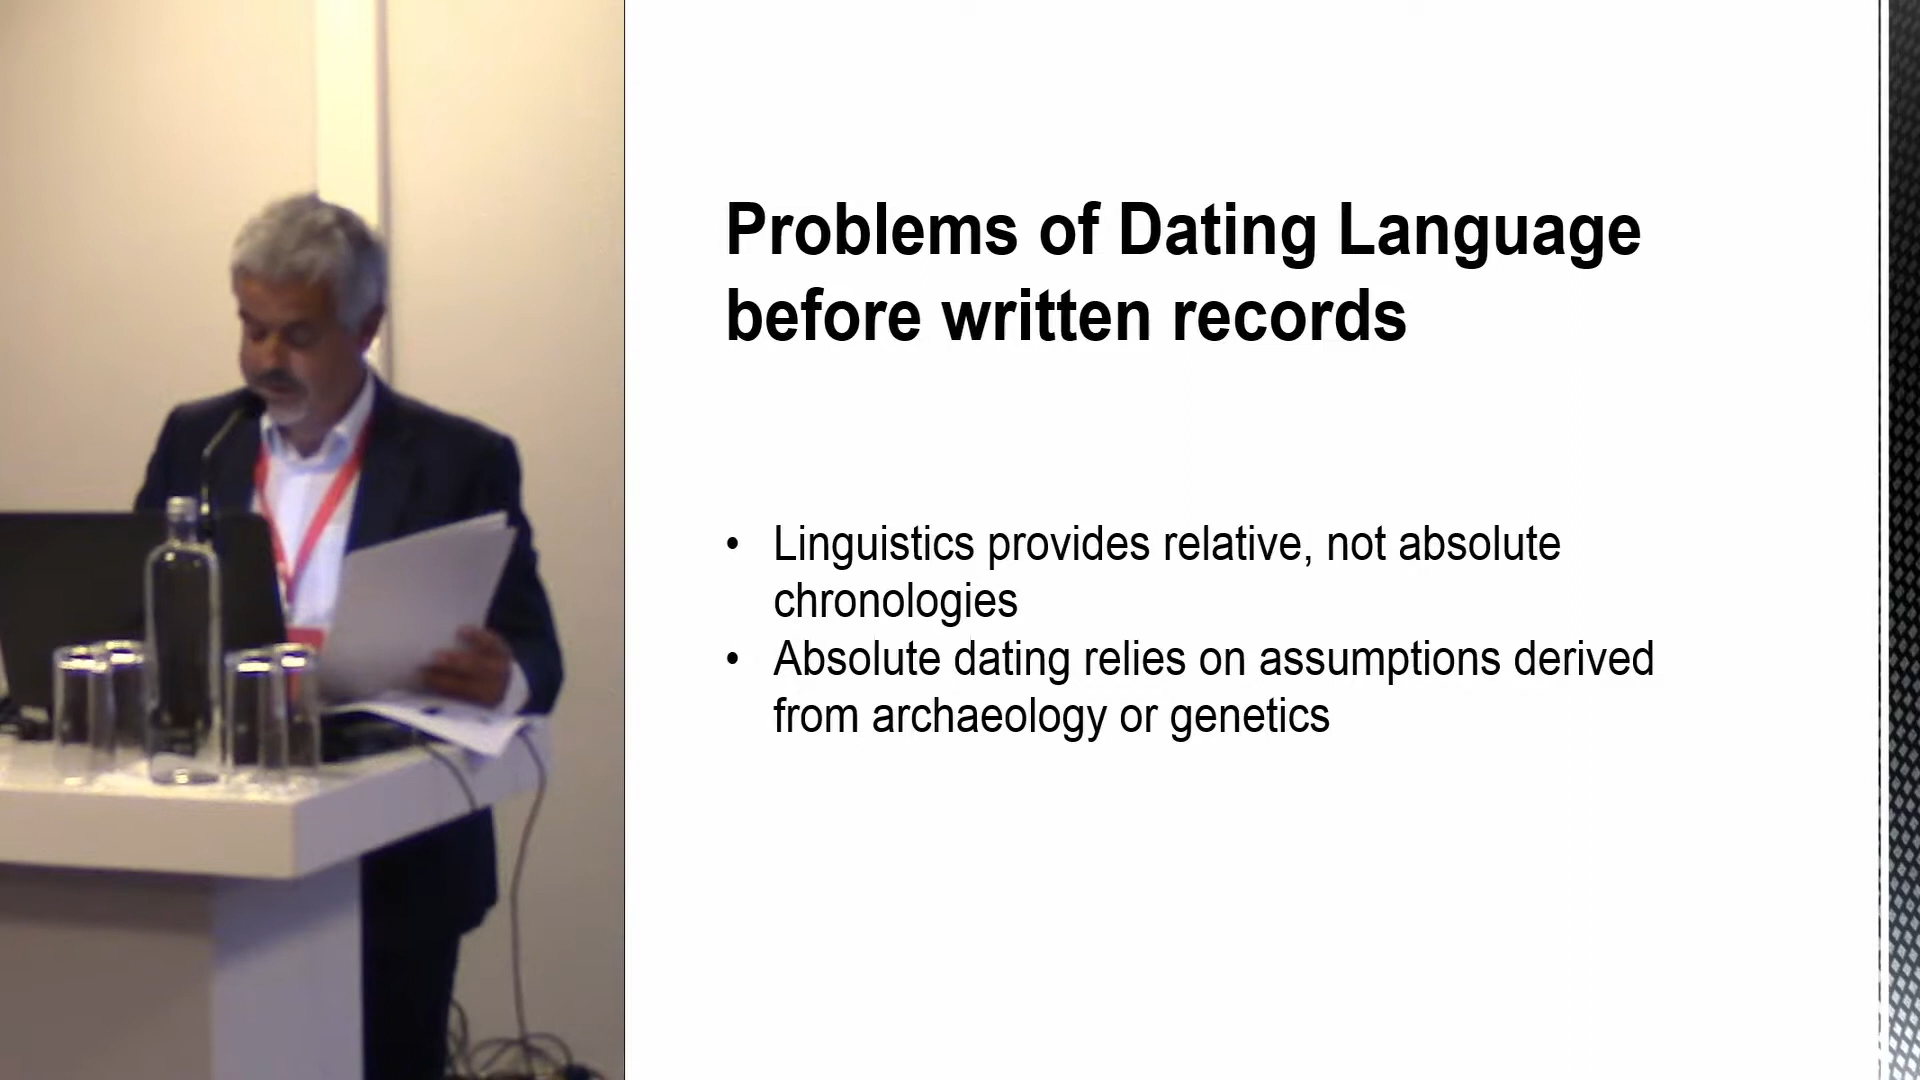 Problems of Dating Language
before written records
• Linguistics provides relative, not absolute
chronologies
• Absolute dating relies on assumptions derived
from archaeology or genetics